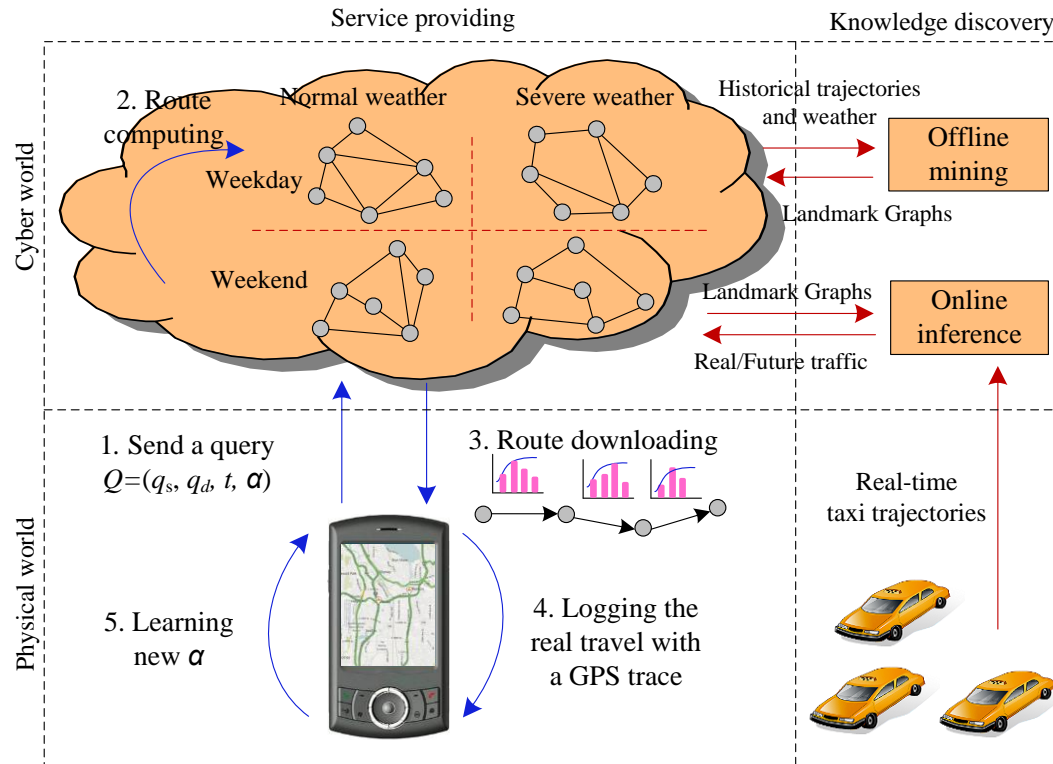 Service providing
Knowledge discovery
Cyber world
2. Route
computing
Normal weather
Severe weather
Weekday
Weekend
Historical trajectories
and weather
Offline
mining
Landmark Graphs
Landmark Graphs
Online
inference
Real/Future traffic
Physical world
1. Send a query
Q=(qs, qd, t, α)
3. Route downloading
5. Learning
new α
4. Logging the
real travel with
a GPS trace
Real-time
taxi trajectories